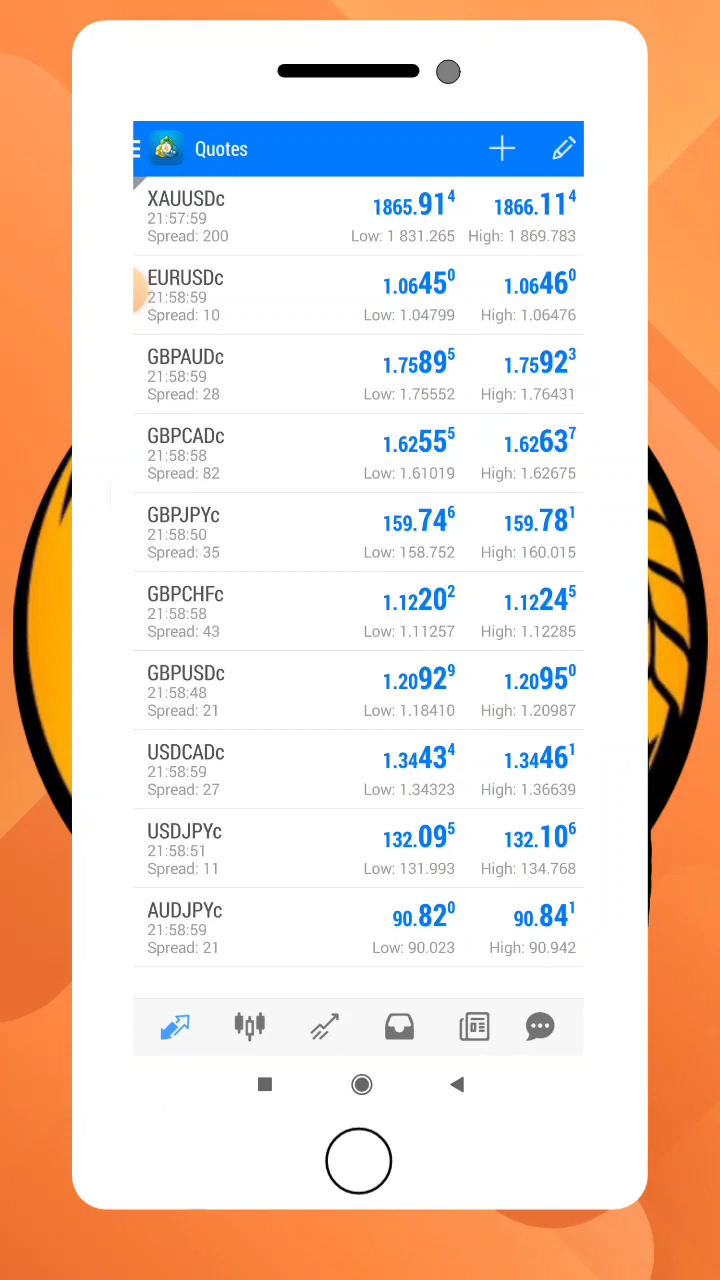 Quotes
XAUUSDc
21:57:59
Spread: 200
1865.914
1866.114
Low: 1 831.265
High: 1 869.783
EURUSDc
21:58:59
Spread: 10
1.06450
1.06460
Low: 1.04799
High: 1.06476
GBPAUDc
21:58:59
Spread: 28
1.75895
1.75923
Low: 1.75552
High: 1.76431
GBPCADc
21:58:58
Spread: 82
1.62555
1.62637
Low: 1.61019
High: 1.62675
GBPJPYc
21:58:50
Spread: 35
159.746
159.781
Low: 158.752
High: 160.015
GBPCHFc
21:58:58
Spread: 43
1.12202
1.12245
Low: 1.11257
High: 1.12285
GBPUSDc
21:58:48
Spread: 21
1.20929
1.20950
Low: 1.18410
High: 1.20987
USDCADc
21:58:59
Spread: 27
1.34434
1.34461
Low: 1.34323
High: 1.36639
USDJPYc
21:58:51
Spread: 11
132.095
132.106
Low: 131.993
High: 134.768
AUDJPYc
21:58:59
Spread: 21
90.820
90.841
Low: 90.023
High: 90.942